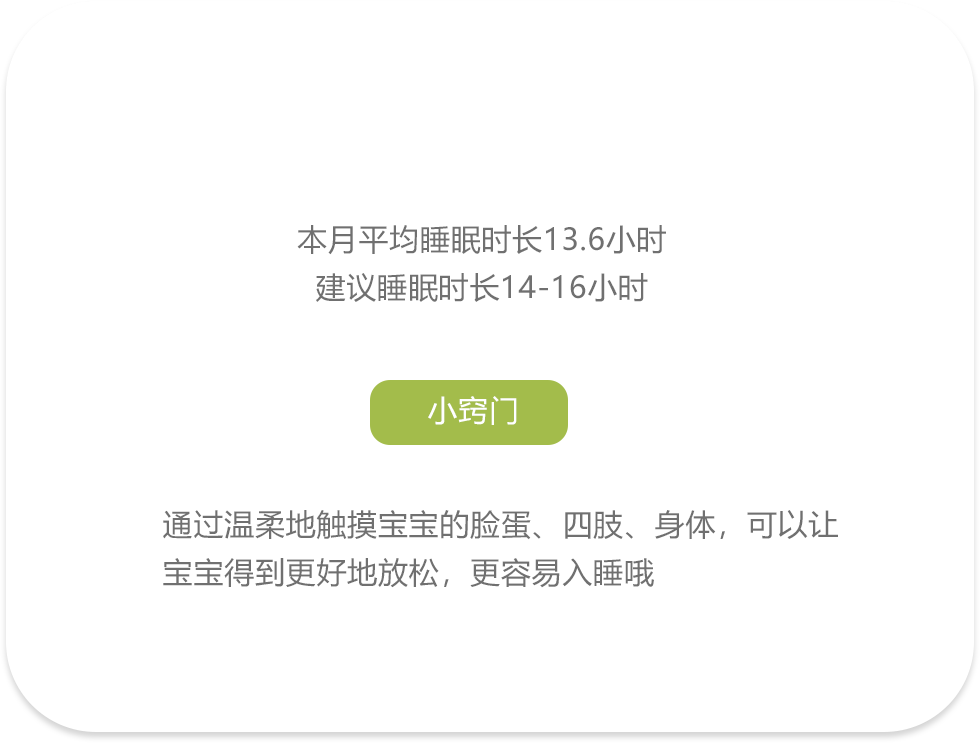 本月平均睡眠时长13.6小时
建议睡眠时长14-16小时
小窍门
通过温柔地触摸宝宝的脸蛋、四肢、身体，可以让
宝宝得到更好地放松，更容易入睡哦